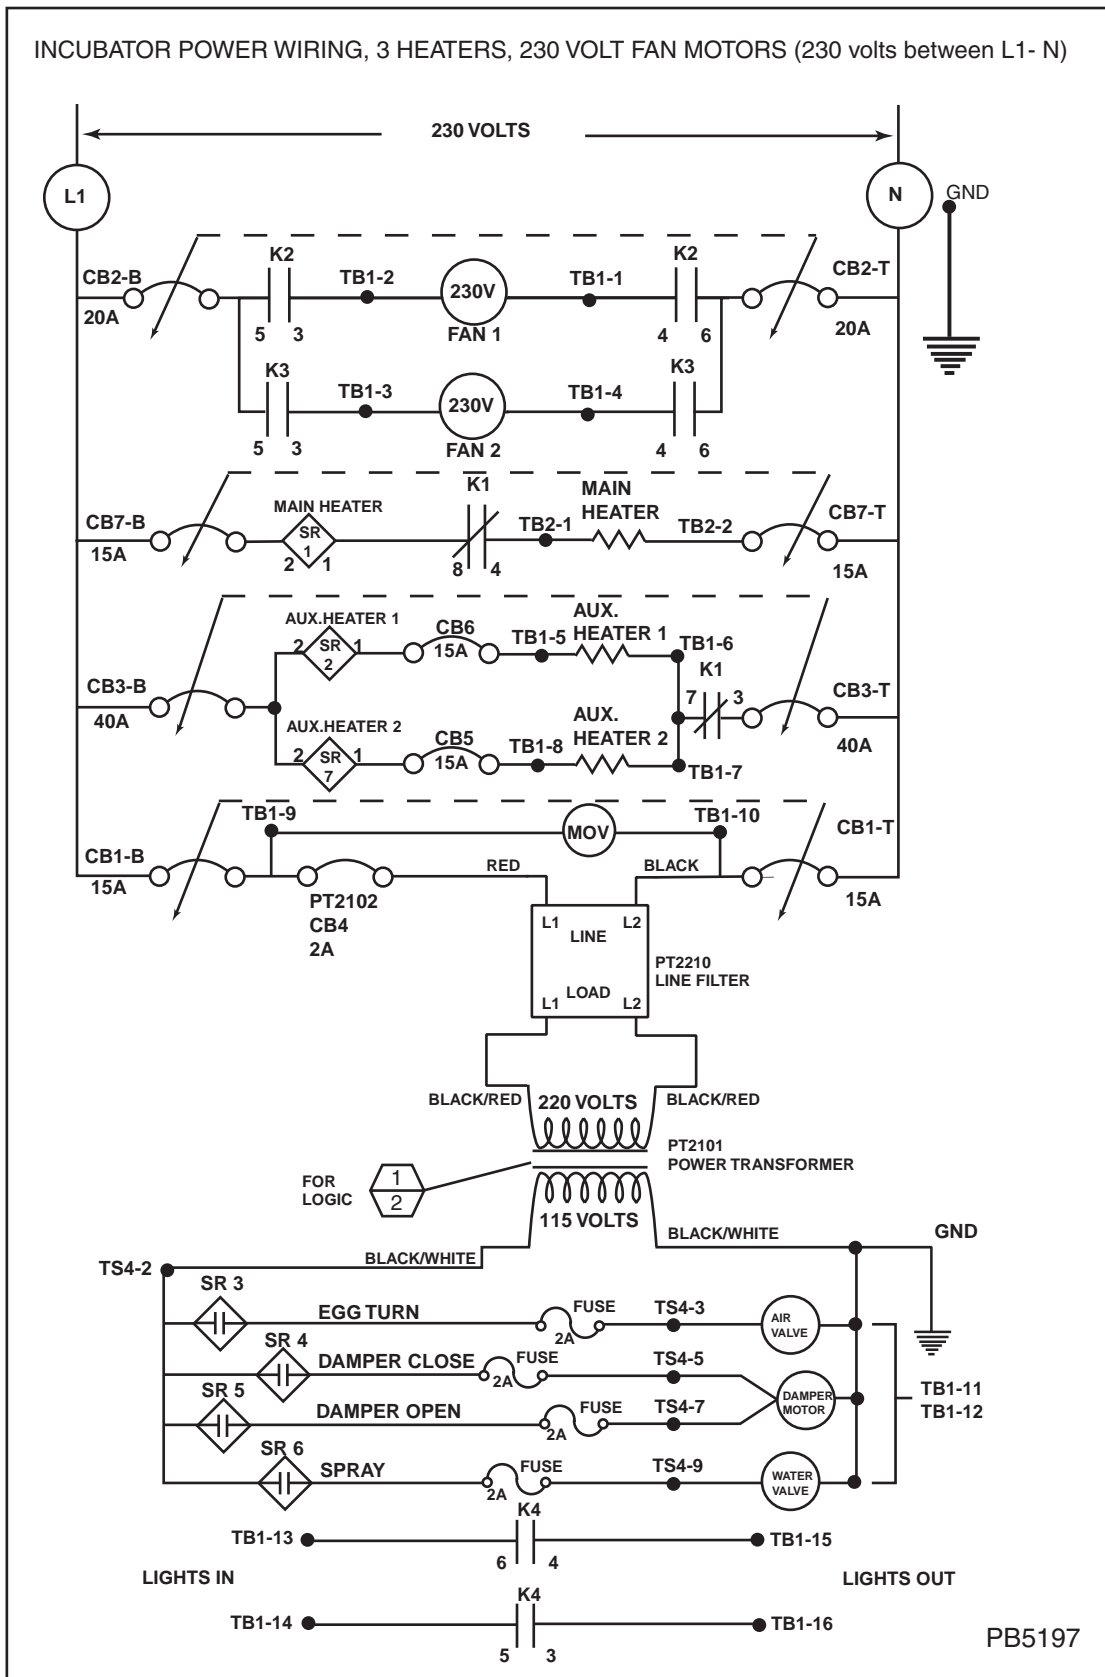 INCUBATOR POWER WIRING, 3 HEATERS, 230 VOLT FAN MOTORS (230 volts between L1- N)
230 VOLTS
L1
N
GND
CB2-B
20A
K2
5 3
TB1-2
230V
FAN 1
TB1-1
K2
4 6
CB2-T
20A
K3
5 3
TB1-3
230V
FAN 2
TB1-4
K3
4 6
CB7-B
15A
MAIN HEATER
SR
1
2 1
K1
8 4
TB2-1
MAIN
HEATER
TB2-2
CB7-T
15A
CB3-B
40A
AUX.HEATER 1
2 SR 1
2
CB6
15A
TB1-5
AUX.
HEATER 1
TB1-6
K1
7 3
CB3-T
40A
AUX.HEATER 2
2 SR 1
7
CB5
15A
TB1-8
AUX.
HEATER 2
TB1-7
TB1-9
MOV
TB1-10
CB1-B
15A
PT2102
CB4
2A
RED
BLACK
CB1-T
15A
L1 L2
LINE
LOAD
L1 L2
PT2210
LINE FILTER
BLACK/RED
220 VOLTS
BLACK/RED
PT2101
POWER TRANSFORMER
FOR
LOGIC
1
2
115 VOLTS
BLACK/WHITE
BLACK/WHITE
GND
TS4-2
SR 3
EGG TURN
FUSE
2A
TS4-3
AIR
VALVE
SR 4
DAMPER CLOSE
FUSE
2A
TS4-5
SR 5
DAMPER OPEN
FUSE
2A
TS4-7
DAMPER
MOTOR
TB1-11
TB1-12
SR 6
SPRAY
FUSE
2A
TS4-9
WATER
VALVE
TB1-13
K4
6 4
TB1-15
LIGHTS IN
LIGHTS OUT
TB1-14
K4
5 3
TB1-16
PB5197